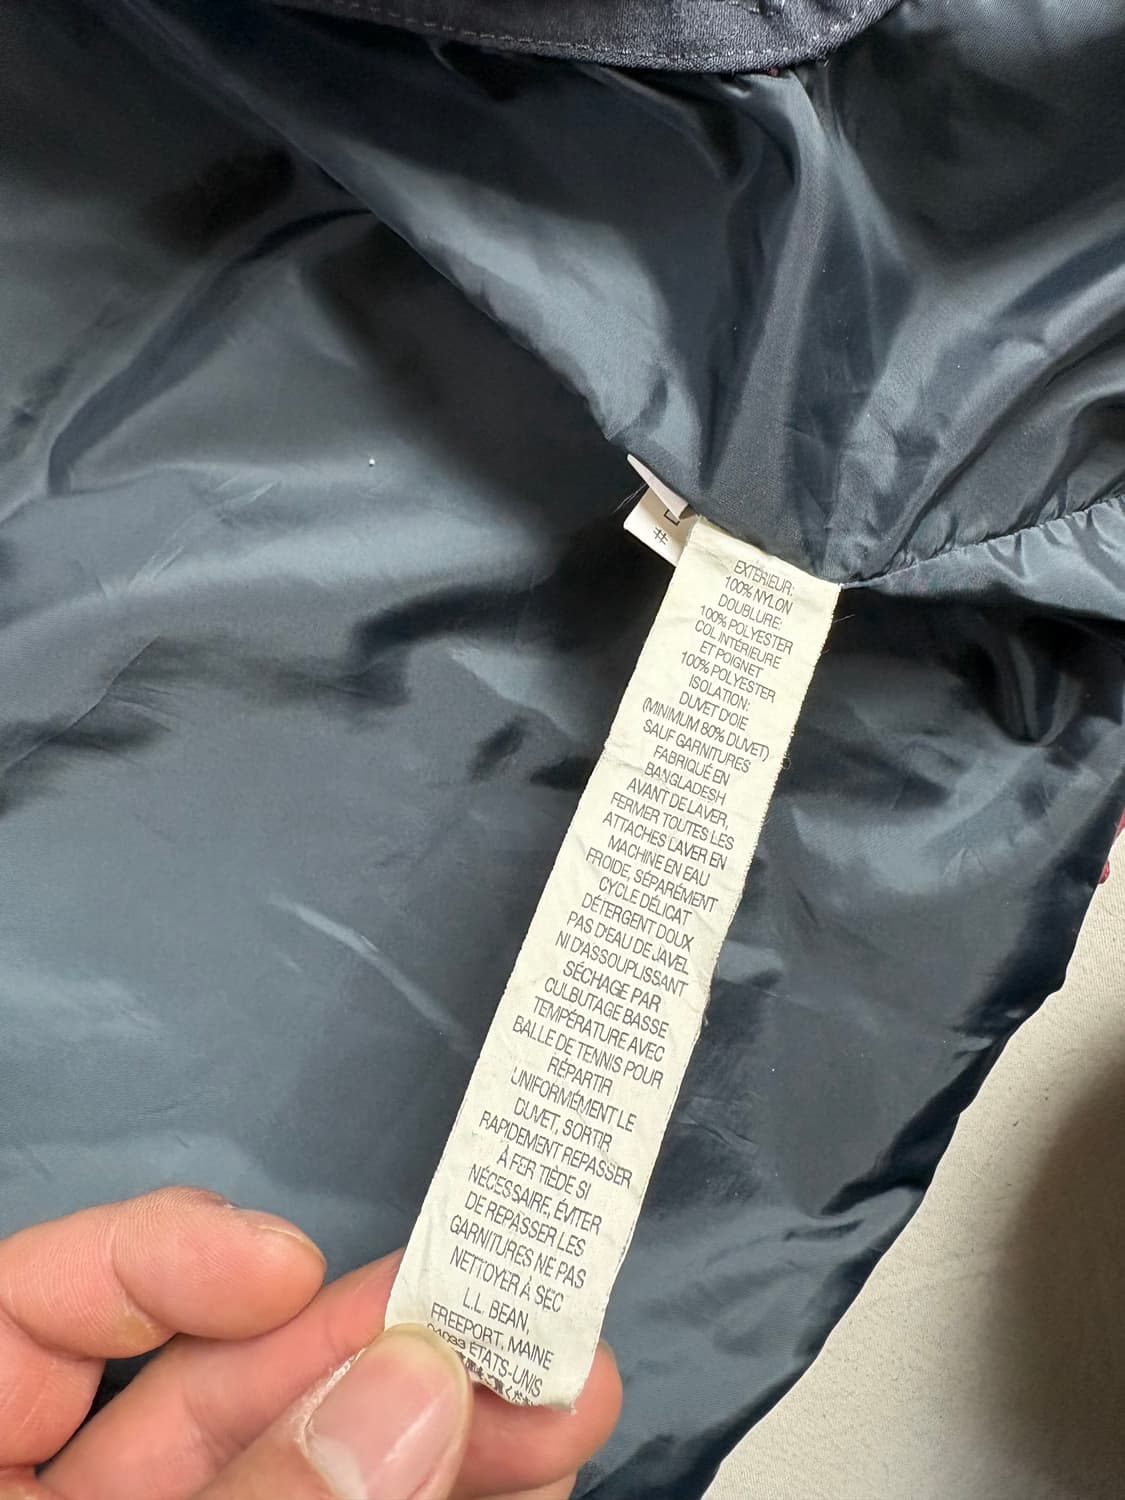 #
EXTÉRIEUR:
100% NYLON
DOUBLURE:
100% POLYESTER
COL INTÉRIEURE
ET POIGNET
100% POLYESTER
ISOLATION:
DUVET D'OIE
(MINIMUM 80% DUVET)
SAUF GARNITURES
FABRIQUÉ EN
BANGLADESH
AVANT DE LAVER,
FERMER TOUTES LES
ATTACHES LAVER EN
MACHINE EN EAU
FROIDE, SÉPARÉMENT
CYCLE DÉLICAT
DÉTERGENT DOUX
PAS D'EAU DE JAVEL
NI D'ASSOUPLISSANT
SÉCHAGE PAR
CULBUTAGE BASSE
TEMPÉRATURE AVEC
BALLE DE TENNIS POUR
RÉPARTIR
UNIFORMÉMENT LE
DUVET, SORTIR
RAPIDEMENT REPASSER
À FER TIÈDE SI
NÉCESSAIRE, ÉVITER
DE REPASSER LES
GARNITURES NE PAS
NETTOYER À SEC
L.L. BEAN,
FREEPORT, MAINE
04033 ÉTATS-UNIS